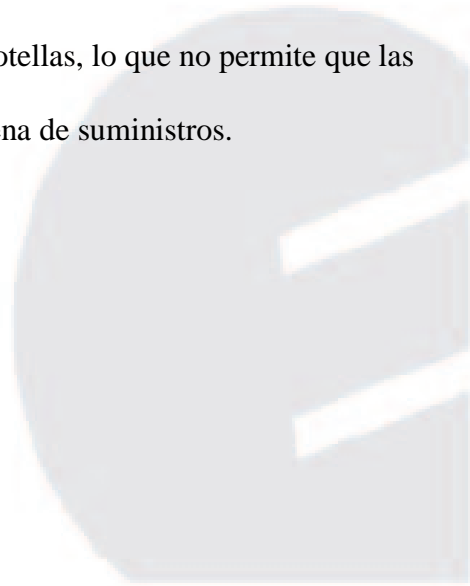 otellas, lo que no permite que las
na de suministros.